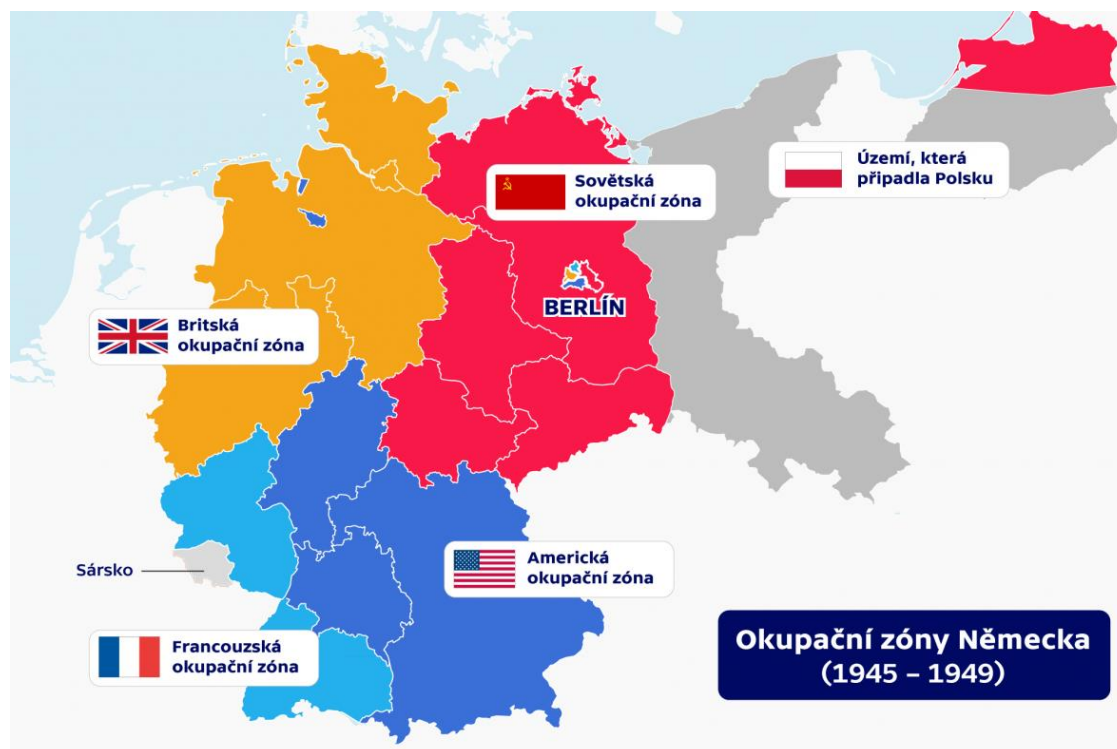 Sovětská
okupační zóna
Území, která
připadla Polsku
BERLÍN
Britská
okupační zóna
Americká
okupační zóna
Sársko
Francouzská
okupační zóna
Okupační zóny Německa
(1945 – 1949)